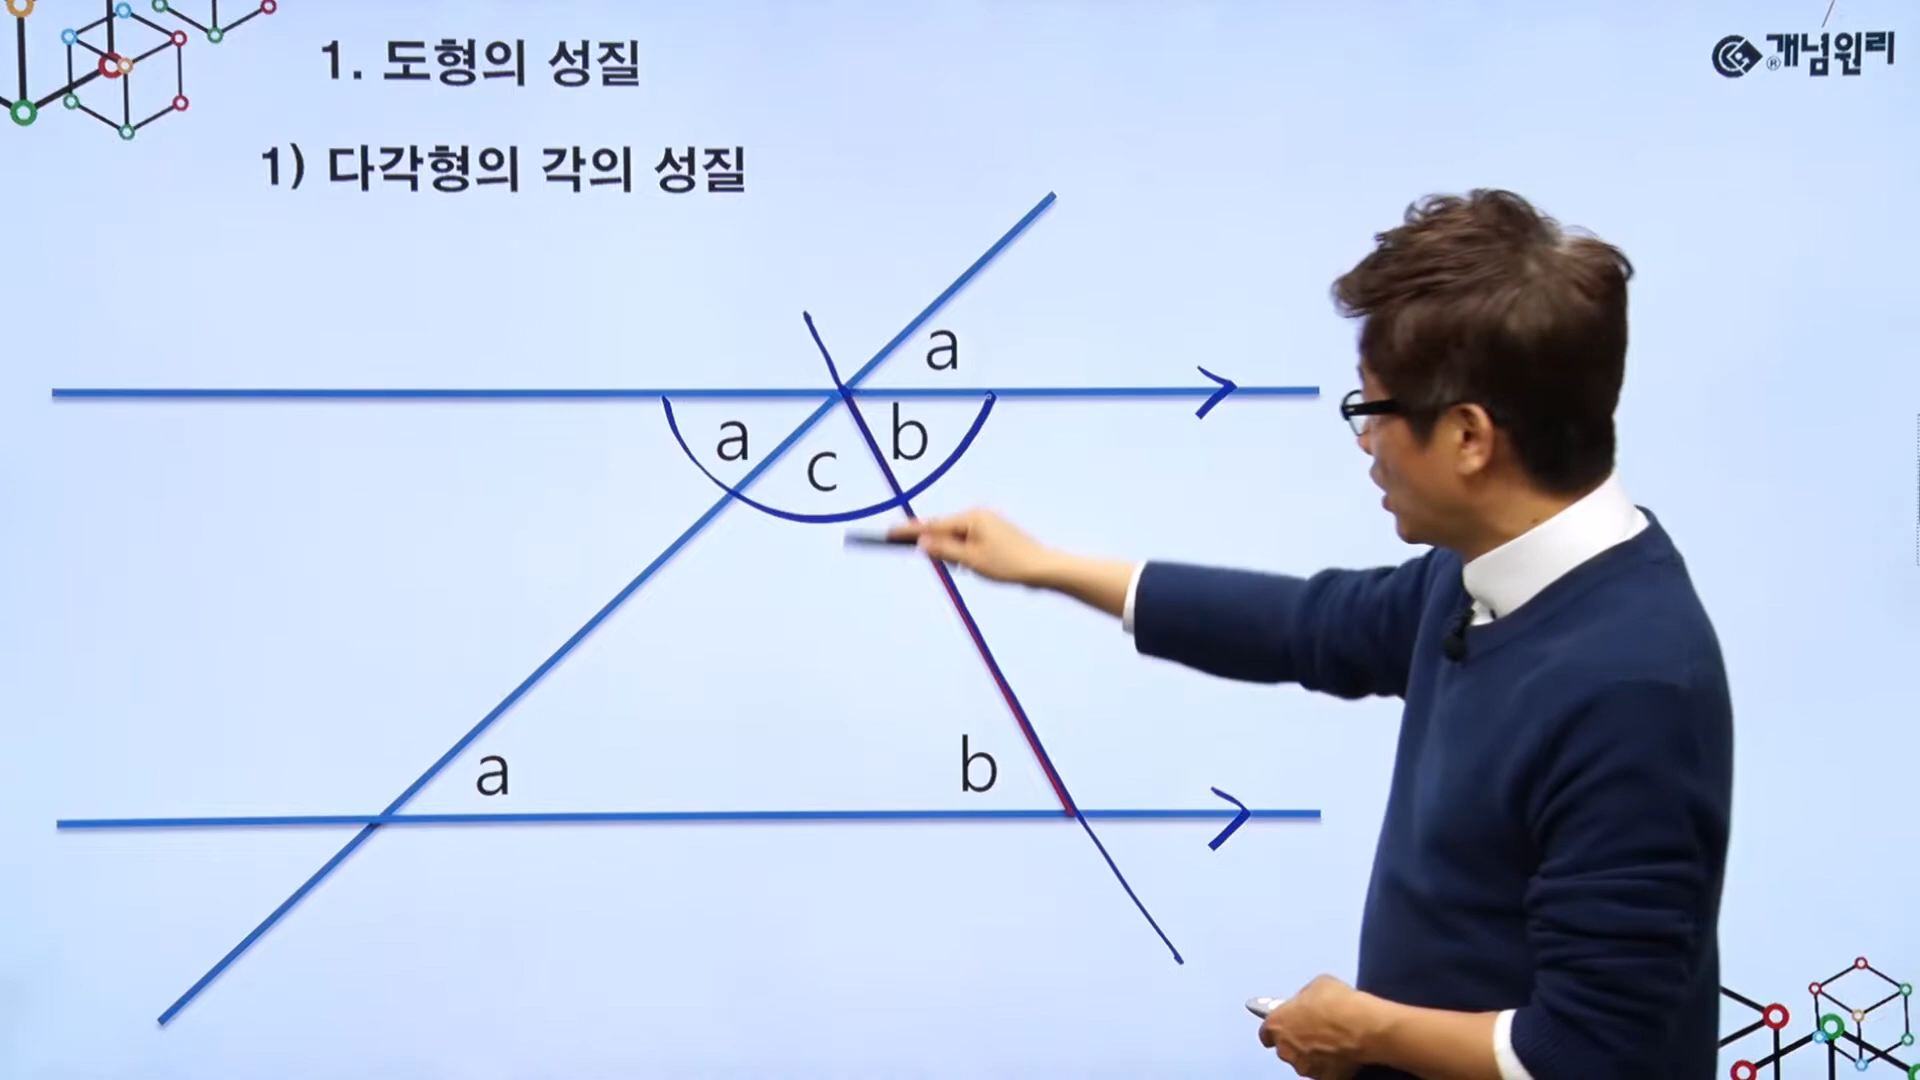 1. 도형의 성질
개념원리
®
1) 다각형의 각의 성질
a
a
c
b
a
b